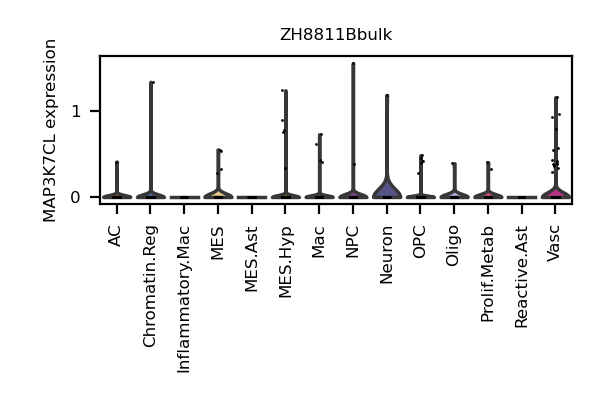 ZH8811Bbulk
MAP3K7CL expression
1
0
AC
Chromatin.Reg
Inflammatory.Mac
MES
MES.Ast
MES.Hyp
Mac
NPC
Neuron
OPC
Oligo
Prolif.Metab
Reactive.Ast
Vasc